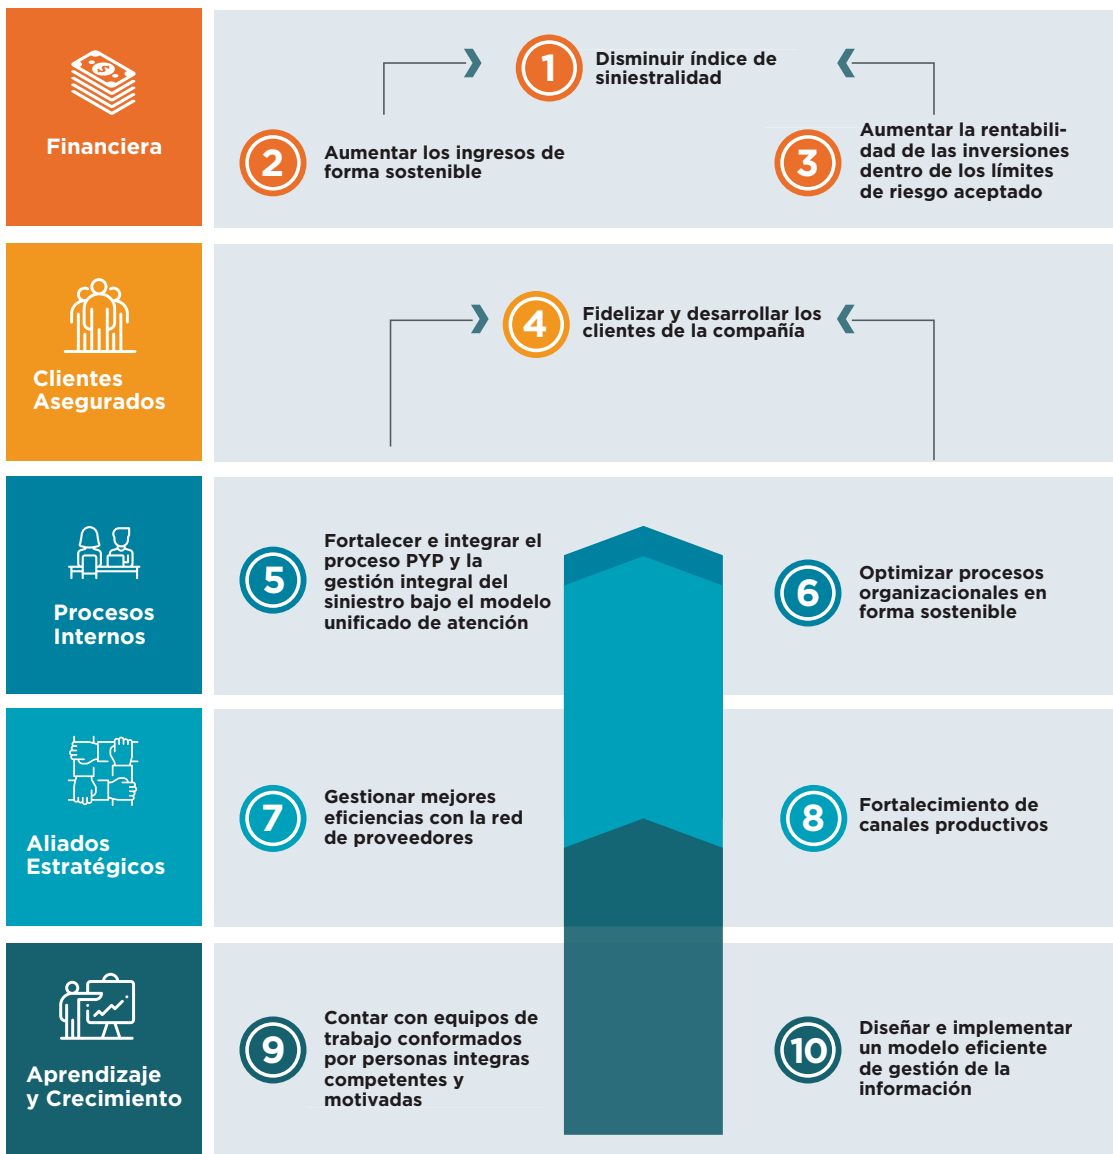 Financiera
1
Disminuir índice de
siniestralidad
2
Aumentar los ingresos de
forma sostenible
3
Aumentar la rentabili-
dad de las inversiones
dentro de los límites
de riesgo aceptado
Clientes
Asegurados
4
Fidelizar y desarrollar los
clientes de la compañía
Procesos
Internos
5
Fortalecer e integrar el
proceso PYP y la
gestión integral del
siniestro bajo el modelo
unificado de atención
6
Optimizar procesos
organizacionales en
forma sostenible
Aliados
Estratégicos
7
Gestionar mejores
eficiencias con la red
de proveedores
8
Fortalecimiento de
canales productivos
Aprendizaje
y Crecimiento
9
Contar con equipos de
trabajo conformados
por personas integras
competentes y
motivadas
10
Diseñar e implementar
un modelo eficiente
de gestión de la
información